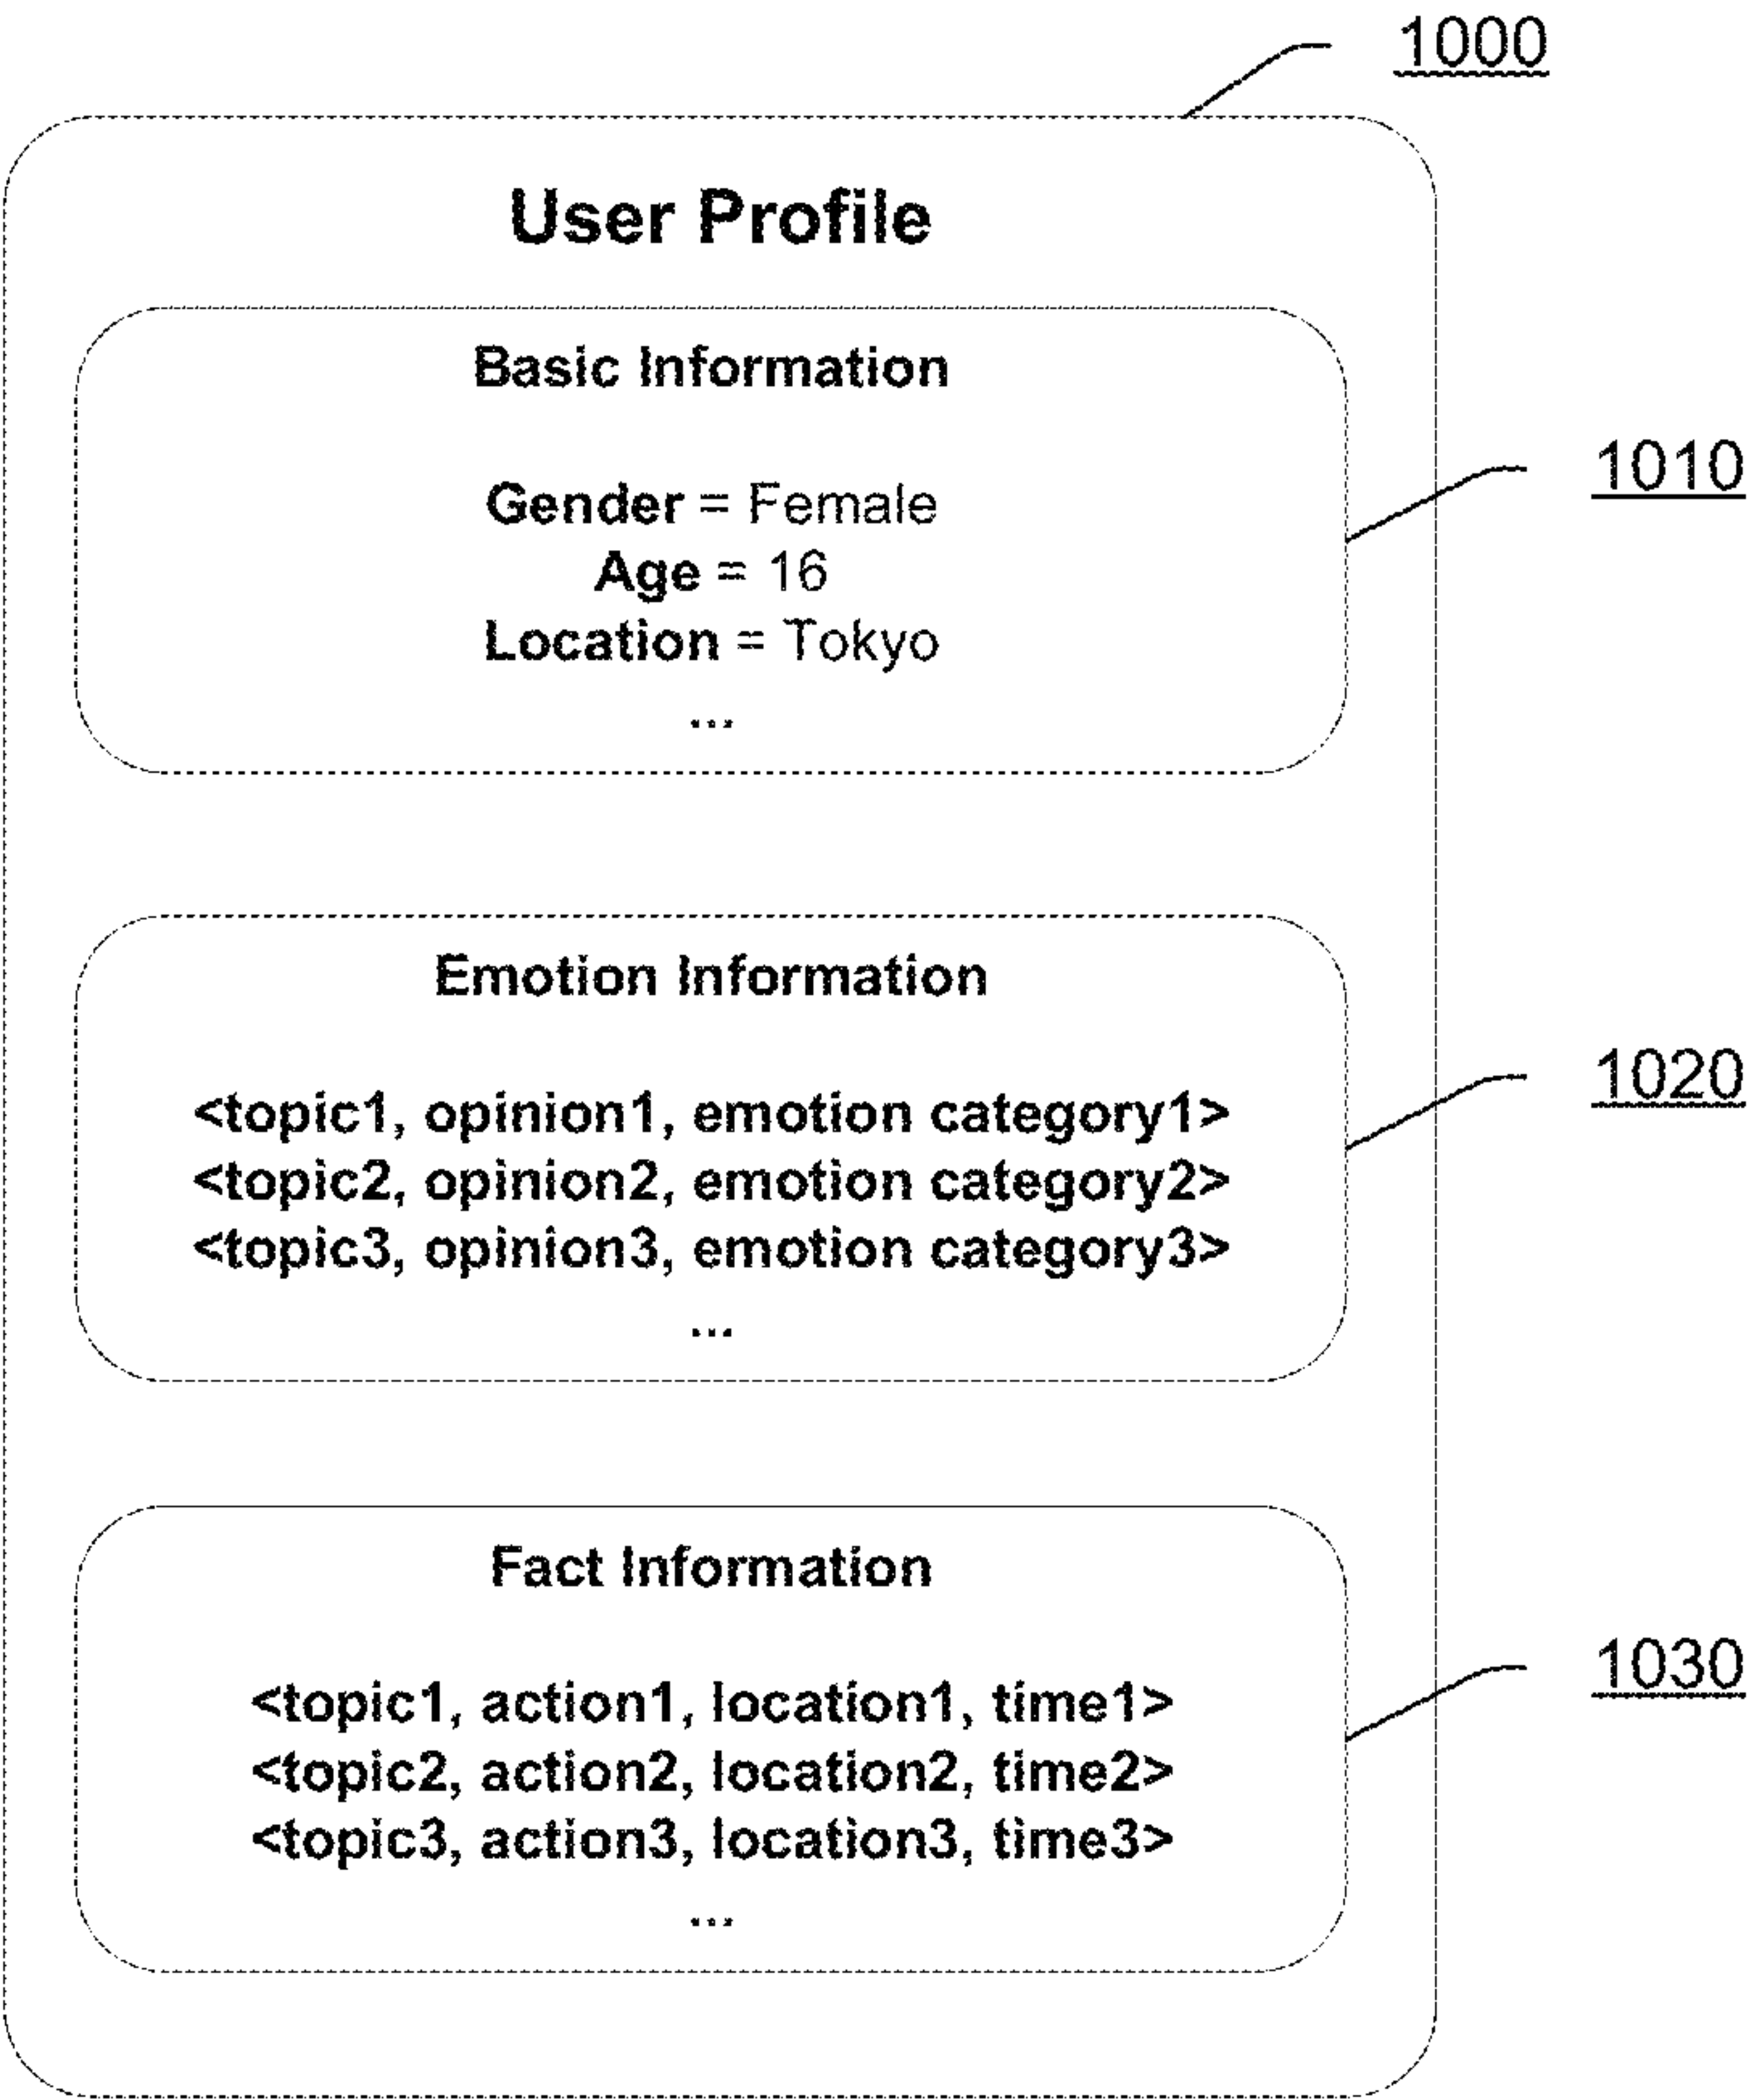 1000
User Profile
Basic Information
Gender = Female
1010
Age = 16
Location = Tokyo
...
Emotion Information
1020
<topic1, opinion1, emotion category1>
<topic2, opinion2, emotion category2>
<topic3, opinion3, emotion category3>
...
Fact Information
1030
<topic1, action1, location1, time1>
<topic2, action2, location2, time2>
<topic3, action3, location3, time3>
...